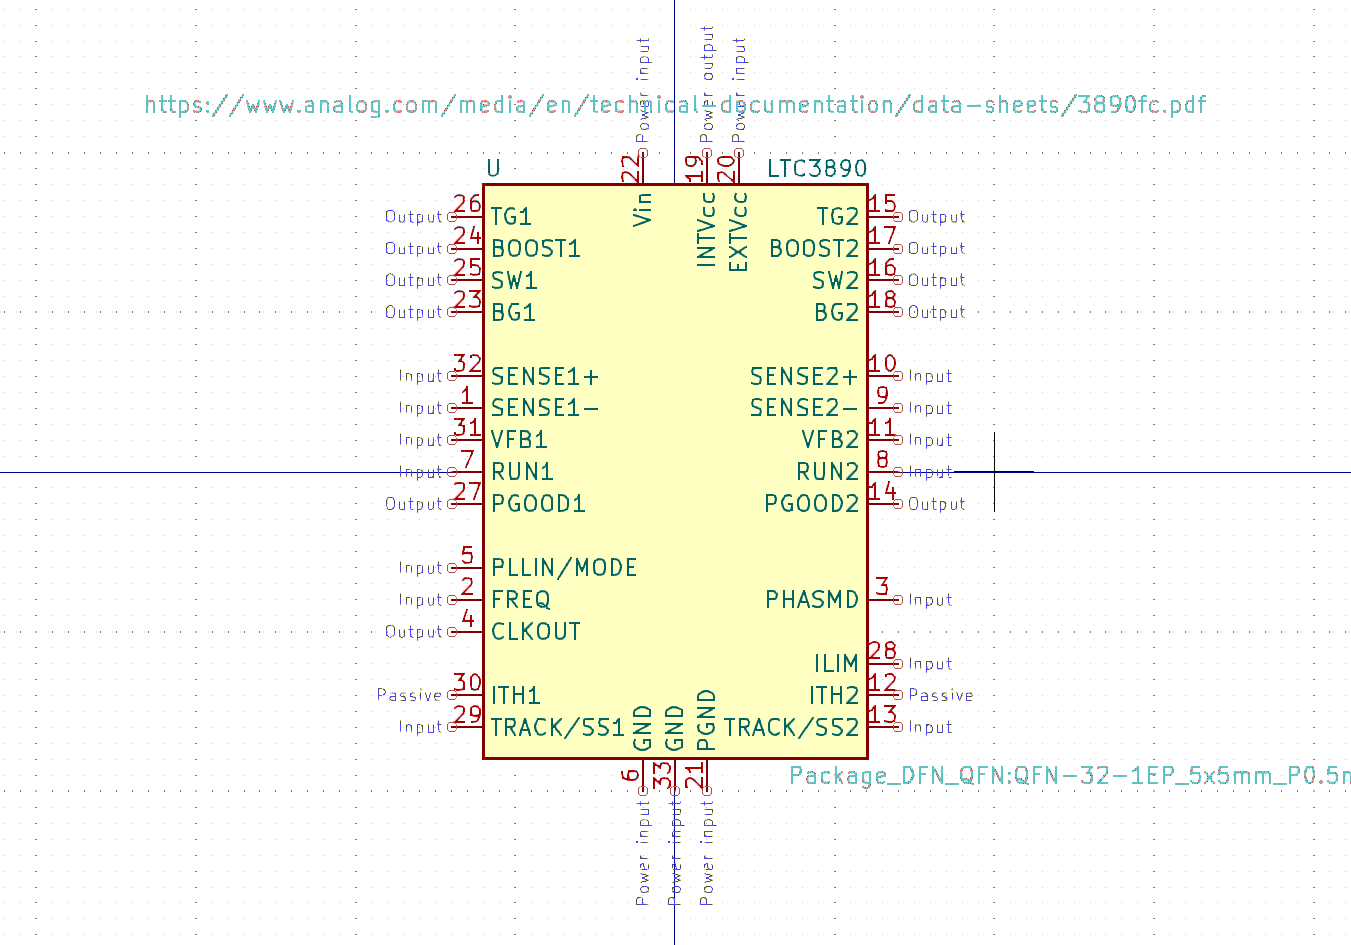 Power input
Power output
Power input
https://www.analog.com/media/en/technical-documentation/data-sheets/3890fc.pdf
22
19
20
U
LTC3890
Vin
INTVcc
EXTVcc
Output 26 TG1 TG2 15 Output
Output 24 BOOST1 BOOST2 17 Output
Output 25 SW1 SW2 16 Output
Output 23 BG1 BG2 18 Output
Input 32 SENSE1+ SENSE2+ 10 Input
Input 1 SENSE1- SENSE2- 9 Input
Input 31 VFB1 VFB2 11 Input
Input 7 RUN1 RUN2 8 Input
Output 27 PGOOD1 PGOOD2 14 Output
Input 5 PLLIN/MODE
Input 2 FREQ PHASMD 3 Input
Output 4 CLKOUT
ILIM 28 Input
Passive 30 ITH1 ITH2 12 Passive
Input 29 TRACK/SS1 TRACK/SS2 13 Input
GND
GND
PGND
6
33
21
Package_DFN_QFN:QFN-32-1EP_5x5mm_P0.5
Power input
Power input
Power input